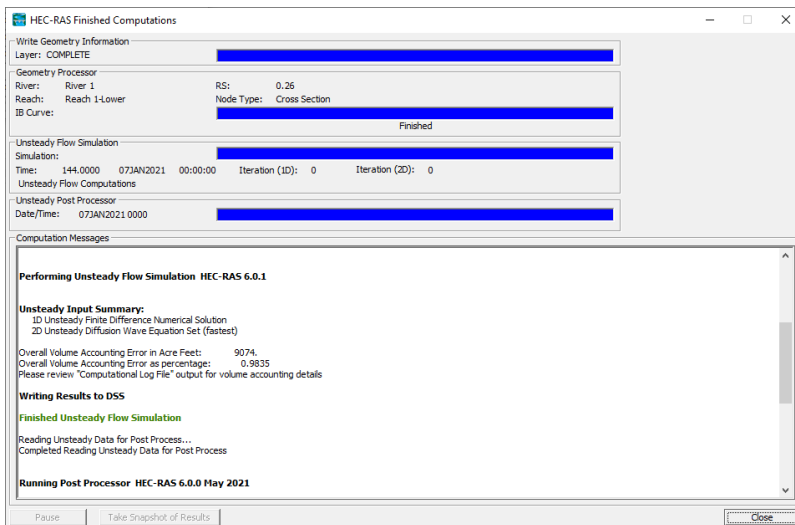 HEC-RAS Finished Computations
Write Geometry Information
Layer: COMPLETE
Geometry Processor
River: River 1 RS: 0.26
Reach: Reach 1-Lower Node Type: Cross Section
IB Curve:
Finished
Unsteady Flow Simulation
Simulation:
Time: 144.0000 07JAN2021 00:00:00 Iteration (1D): 0 Iteration (2D): 0
Unsteady Flow Computations
Unsteady Post Processor
Date/Time: 07JAN2021 0000
Computation Messages
Performing Unsteady Flow Simulation HEC-RAS 6.0.1
Unsteady Input Summary:
1D Unsteady Finite Difference Numerical Solution
2D Unsteady Diffusion Wave Equation Set (fastest)
Overall Volume Accounting Error in Acre Feet: 9074.
Overall Volume Accounting Error as percentage: 0.9835
Please review "Computational Log File" output for volume accounting details
Writing Results to DSS
Finished Unsteady Flow Simulation
Reading Unsteady Data for Post Process...
Completed Reading Unsteady Data for Post Process
Running Post Processor HEC-RAS 6.0.0 May 2021
Pause Take Snapshot of Results Close